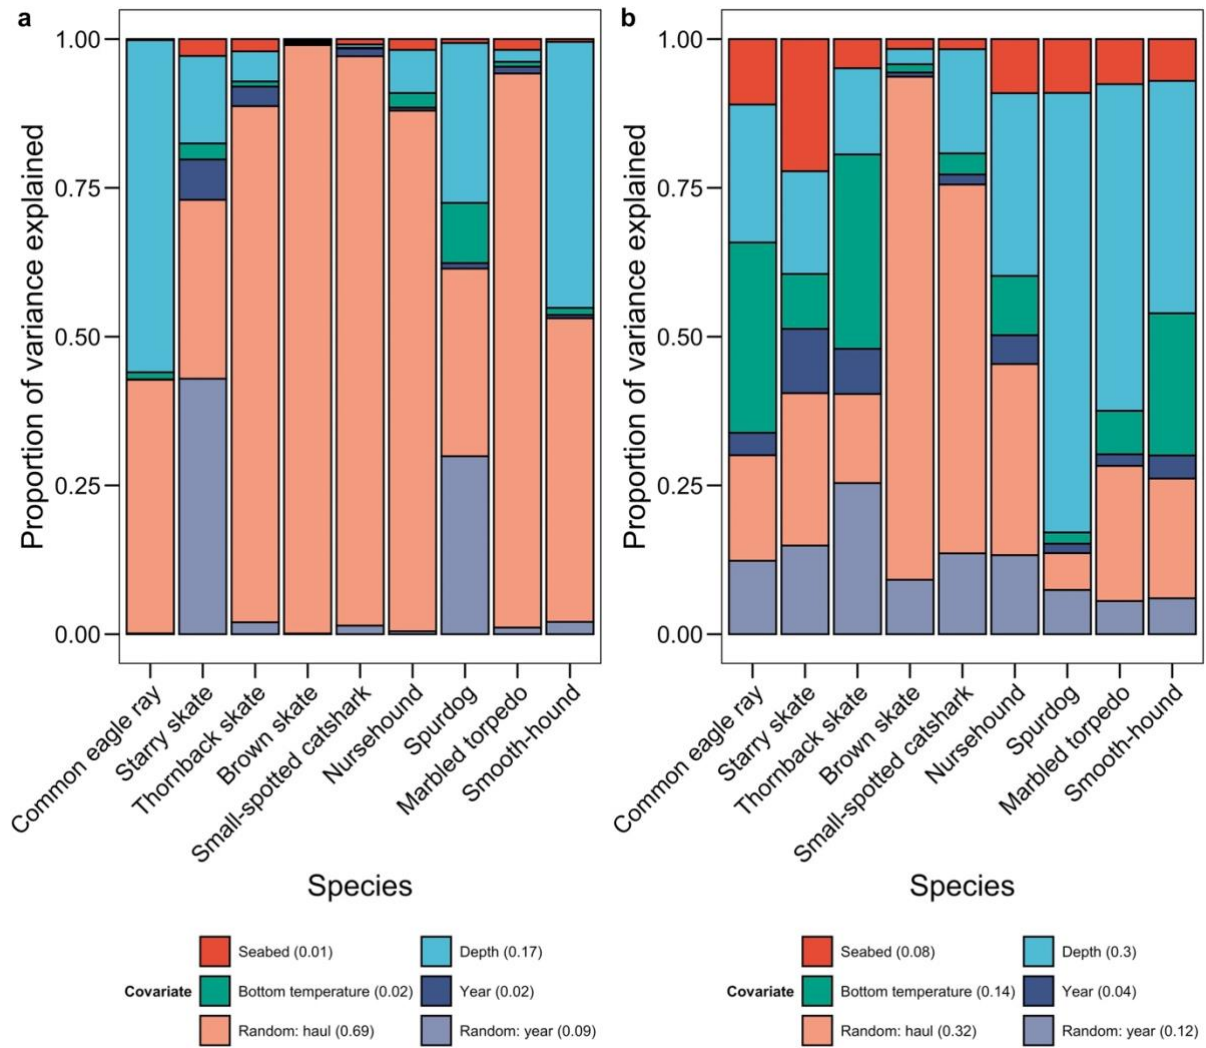 a
Proportion of variance explained
1.00
0.75
0.50
0.25
0.00
Common eagle ray
Starry skate
Thornback skate
Brown skate
Small-spotted catshark
Nursehound
Spurdog
Marbled torpedo
Smooth-hound
Species
Covariate
Seabed (0.01)
Depth (0.17)
Bottom temperature (0.02)
Year (0.02)
Random: haul (0.69)
Random: year (0.09)
b
Proportion of variance explained
1.00
0.75
0.50
0.25
0.00
Common eagle ray
Starry skate
Thornback skate
Brown skate
Small-spotted catshark
Nursehound
Spurdog
Marbled torpedo
Smooth-hound
Species
Covariate
Seabed (0.08)
Depth (0.3)
Bottom temperature (0.14)
Year (0.04)
Random: haul (0.32)
Random: year (0.12)